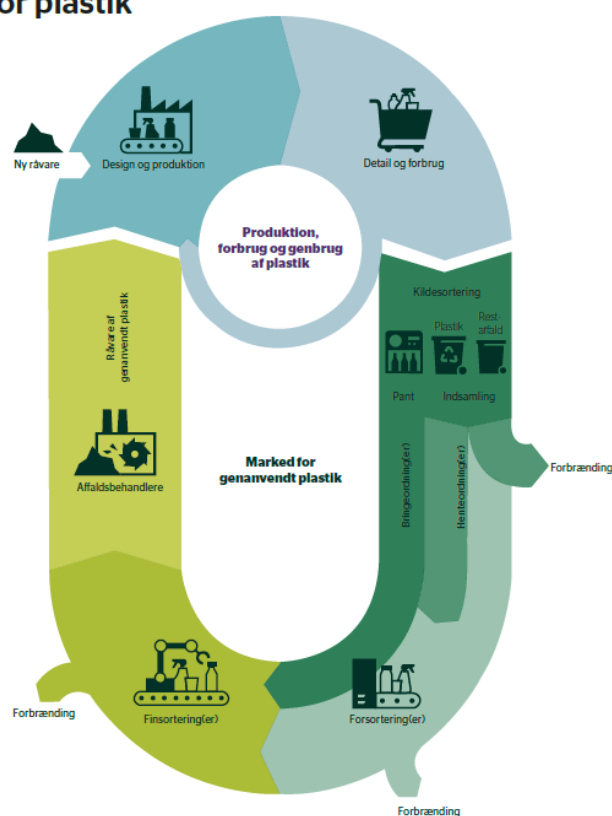 or plastik
Ny råvare
Design og produktion
Detail og forbrug
Produktion,
forbrug og genbrug
af plastik
Kildesortering
Plastik
Rest-
affald
Pant
Indsamling
Råvare af
genanvendt plastik
Affaldsbehandlere
Marked for
genanvendt plastik
Bringeordning(er)
Henteordning(er)
Forbrænding
Finsortering(er)
Forsortering(er)
Forbrænding
Forbrænding